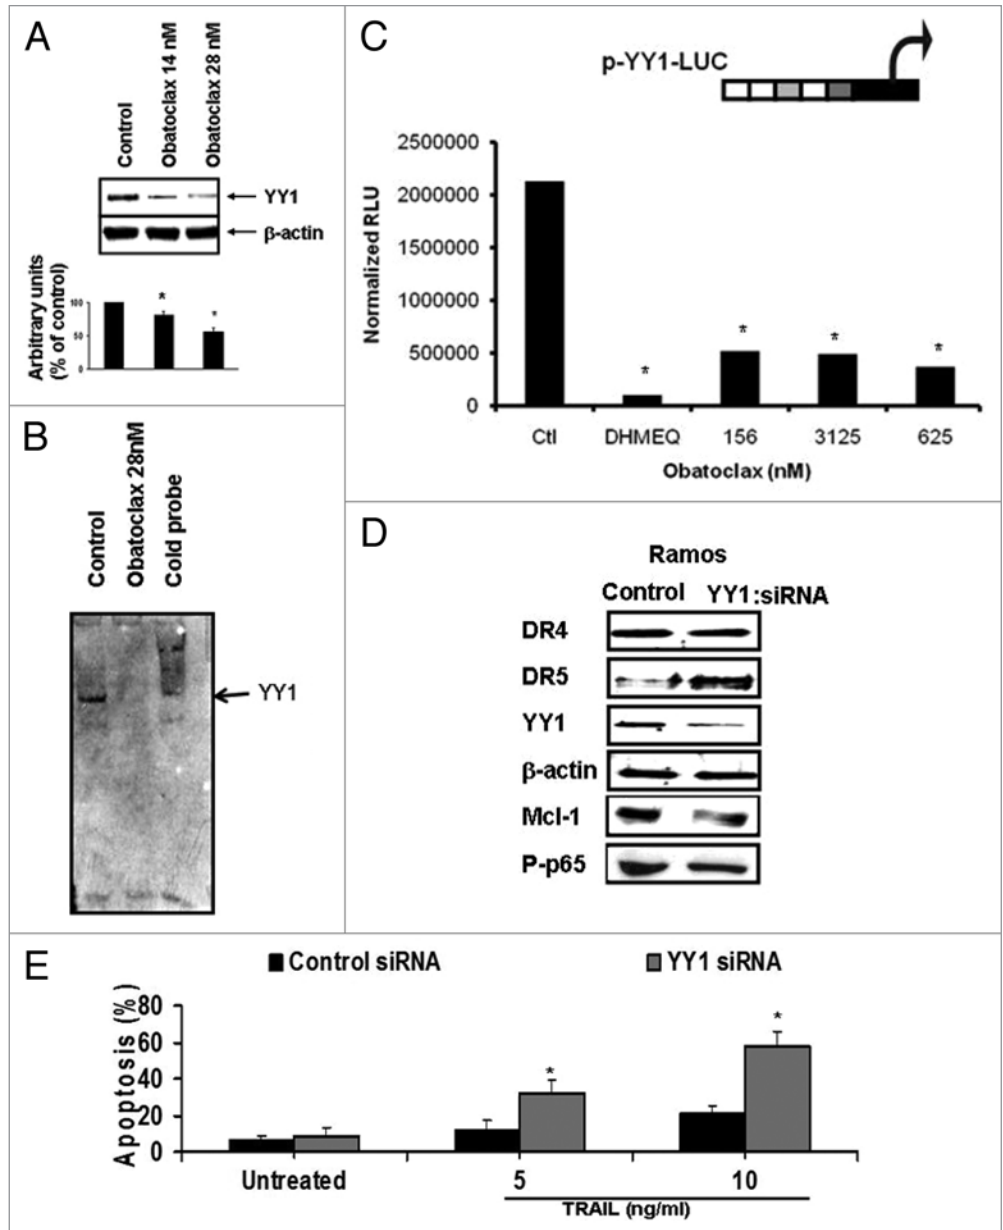 A
Control
Obatoclax 14 nM
Obatoclax 28 nM
YY1
β-actin
Arbitrary units
(% of control)
100
50
0
*
*
B
Control
Obatoclax 28nM
Cold probe
YY1
C
p-YY1-LUC
Normalized RLU
2500000
2000000
1500000
1000000
500000
0
*
*
*
*
Ctl DHMEQ 156 3125 625
Obatoclax (nM)
D
Ramos
Control YY1:siRNA
DR4
DR5
YY1
β-actin
Mcl-1
P-p65
E
Control siRNA YY1 siRNA
Apoptosis (%)
80
60
40
20
0
*
*
Untreated 5 10
TRAIL (ng/ml)